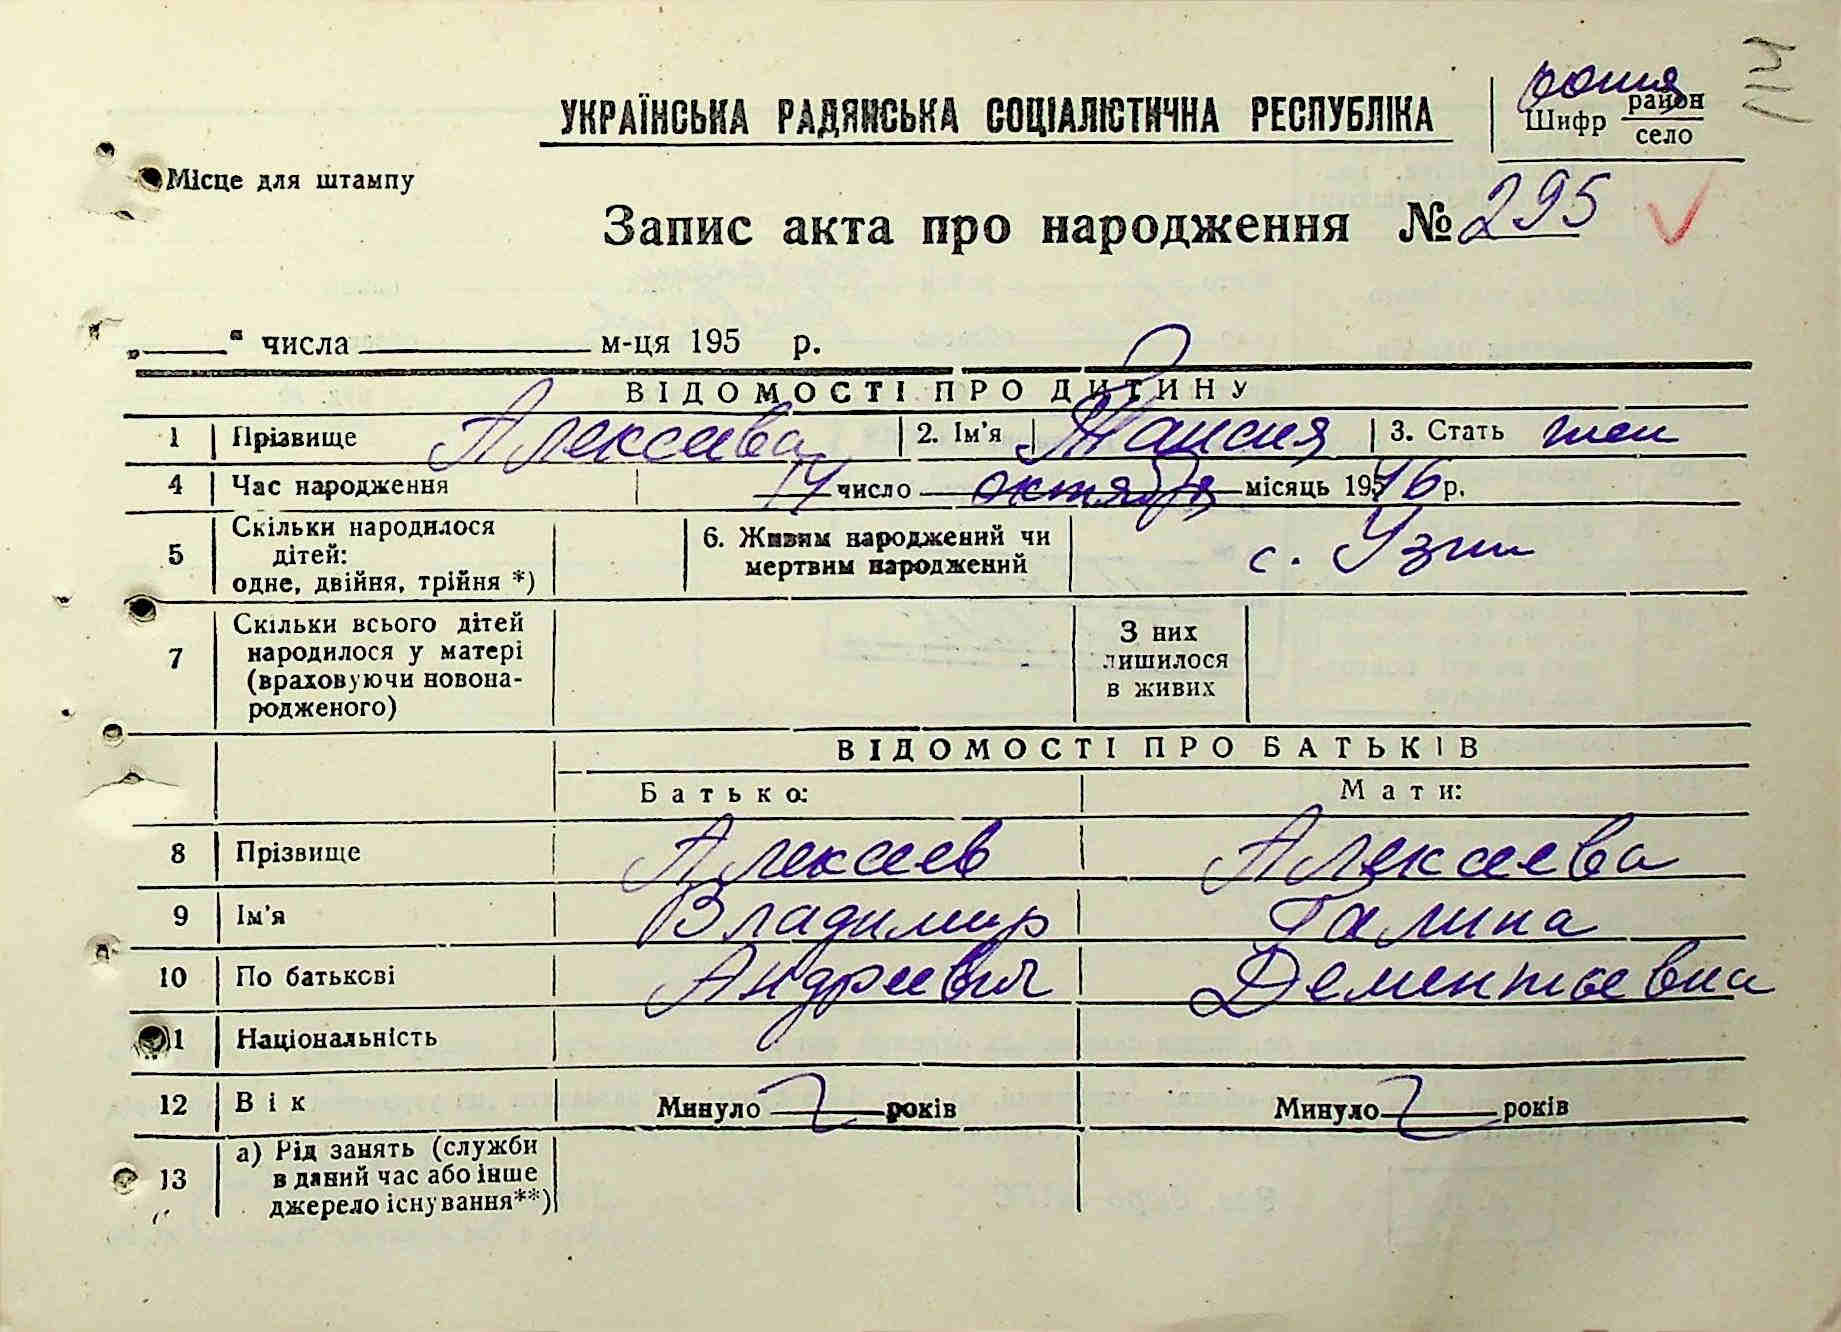 копия
УКРАЇНСЬКА РАДЯНСЬКА СОЦІАЛІСТИЧНА РЕСПУБЛІКА
Шифр район
село
Місце для штампу
Запис акта про народження № 295
„ " числа м-ця 195 р.
ВІДОМОСТІ ПРО ДИТИНУ
1 Прізвище Алексеева 2. Ім'я Таисия 3. Стать жен
4 Час народження 14 число октября місяць 1946 р.
5 Скільки народилося дітей: одне, двійня, трійня *) 6. Живим народжений чи мертвим народжений с. Узин
7 Скільки всього дітей народилося у матері (враховуючи новонародженого) З них лишилося в живих
ВІДОМОСТІ ПРО БАТЬКІВ
Батько: Мати:
8 Прізвище Алексеев Алексеева
9 Ім'я Владимир Галина
10 По батькові Андреевич Дементьевна
11 Національність
12 Вік Минуло років Минуло років
13 а) Рід занять (служби в даний час або інше джерело існування**)